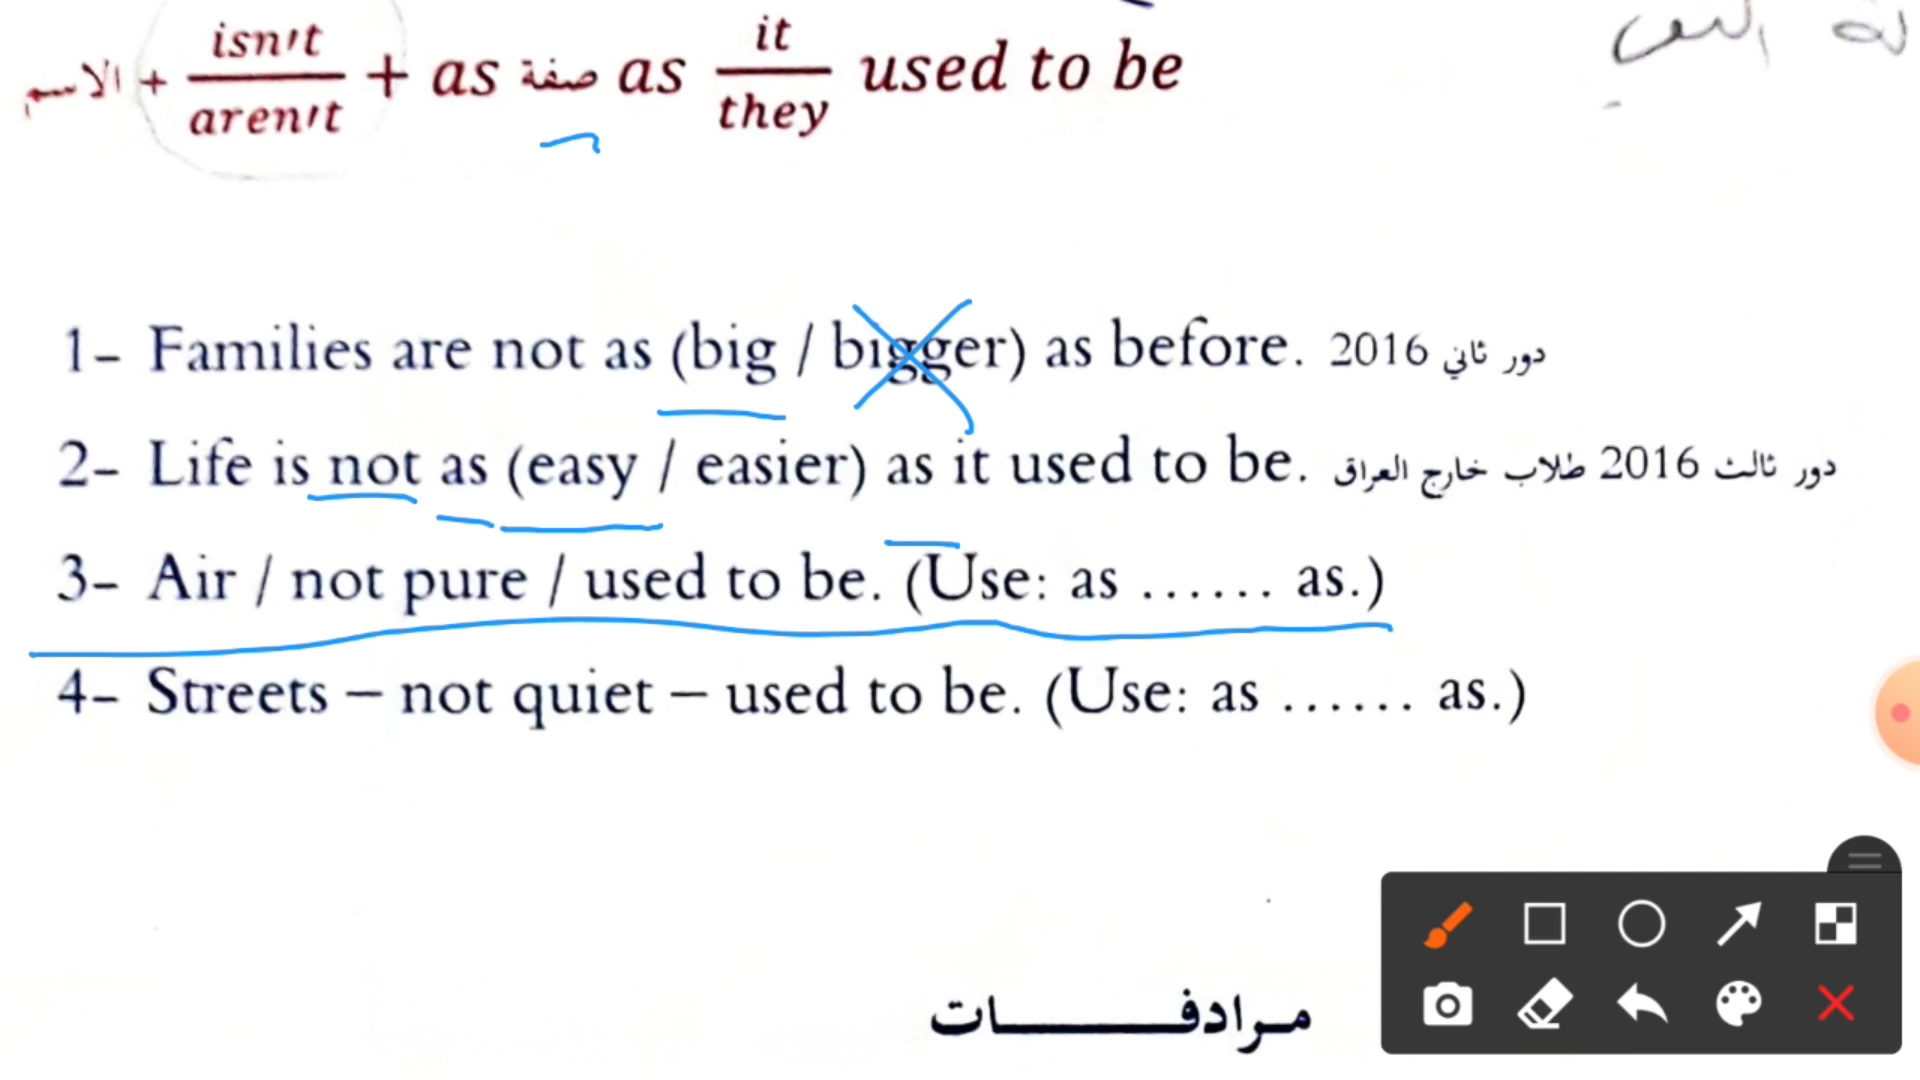 الاسم + isn't / aren't + as صفة as it / they used to be
1- Families are not as (big / bigger) as before. دور ثاني 2016
2- Life is not as (easy / easier) as it used to be. دور ثالث 2016 طلاب خارج العراق
3- Air / not pure / used to be. (Use: as ...... as.)
4- Streets – not quiet – used to be. (Use: as ...... as.)
مـرادفـــــــــات